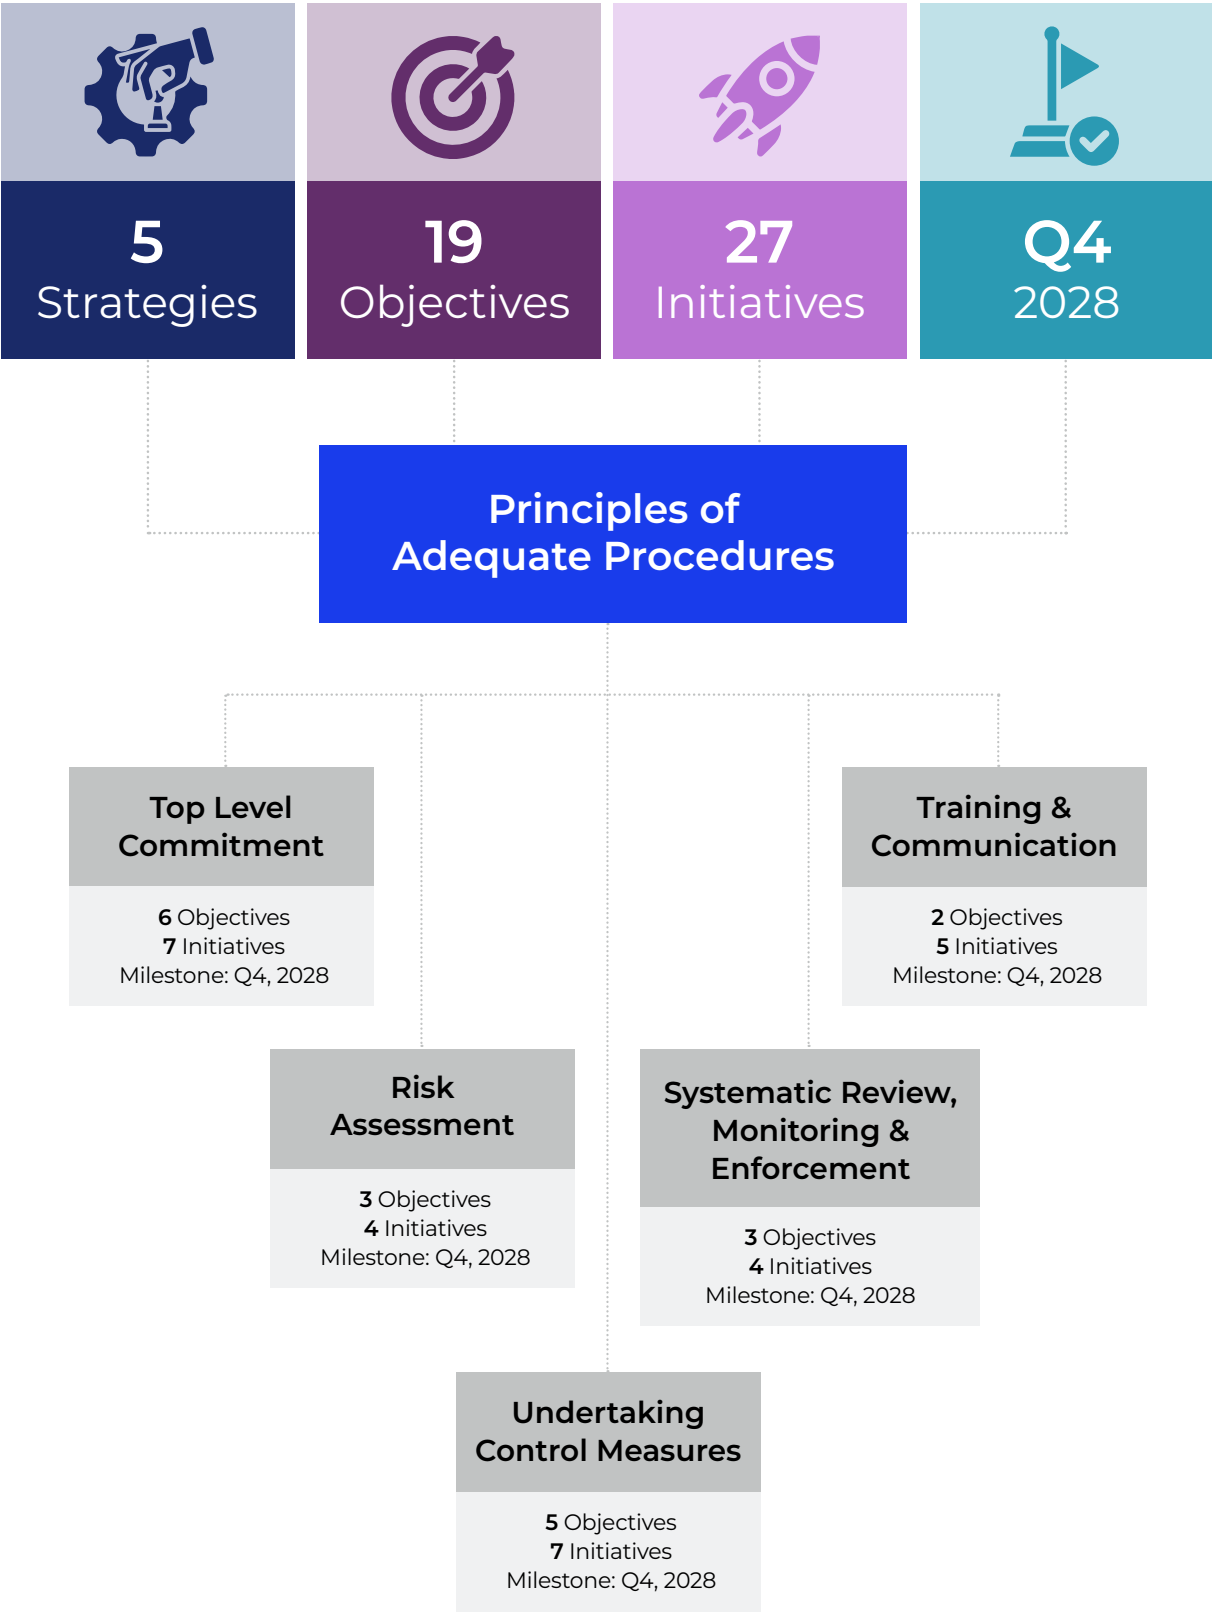 5
Strategies
19
Objectives
27
Initiatives
Q4
2028
Principles of
Adequate Procedures
Top Level
Commitment
6 Objectives
7 Initiatives
Milestone: Q4, 2028
Training &
Communication
2 Objectives
5 Initiatives
Milestone: Q4, 2028
Risk
Assessment
3 Objectives
4 Initiatives
Milestone: Q4, 2028
Systematic Review,
Monitoring &
Enforcement
3 Objectives
4 Initiatives
Milestone: Q4, 2028
Undertaking
Control Measures
5 Objectives
7 Initiatives
Milestone: Q4, 2028